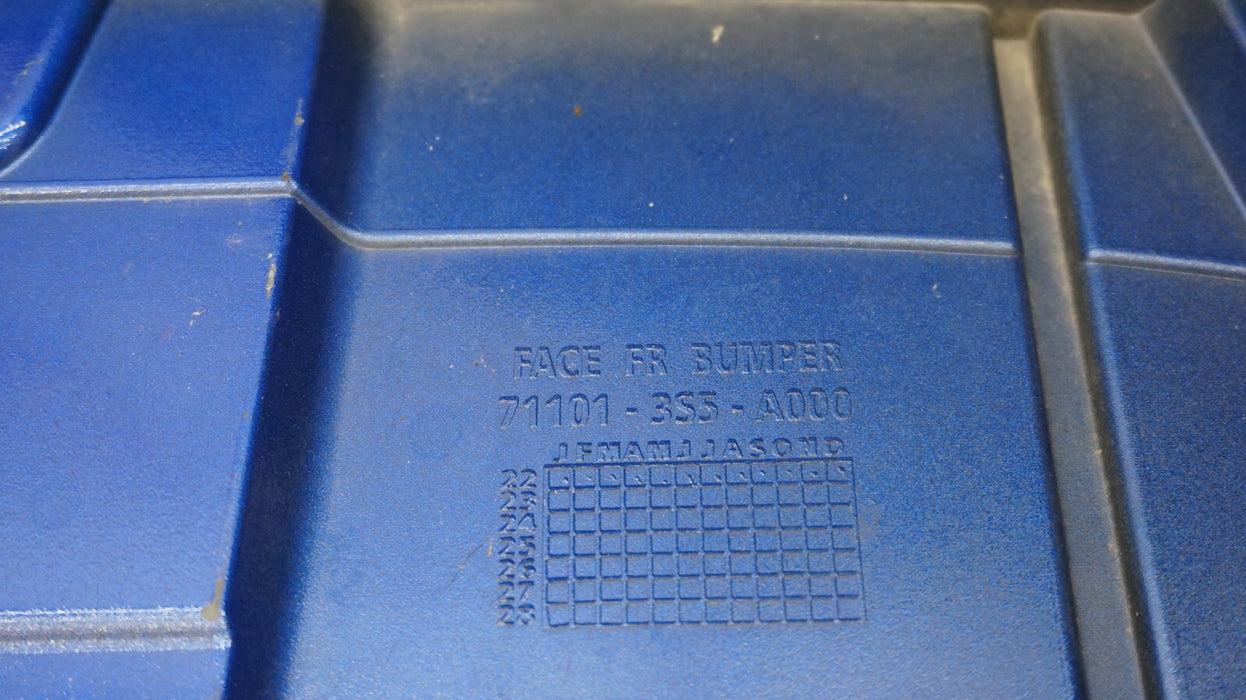 FACE FR BUMPER
71101 - 3S5 - A000
JFMAMJJASOND
22
23
24
25
26
27
28